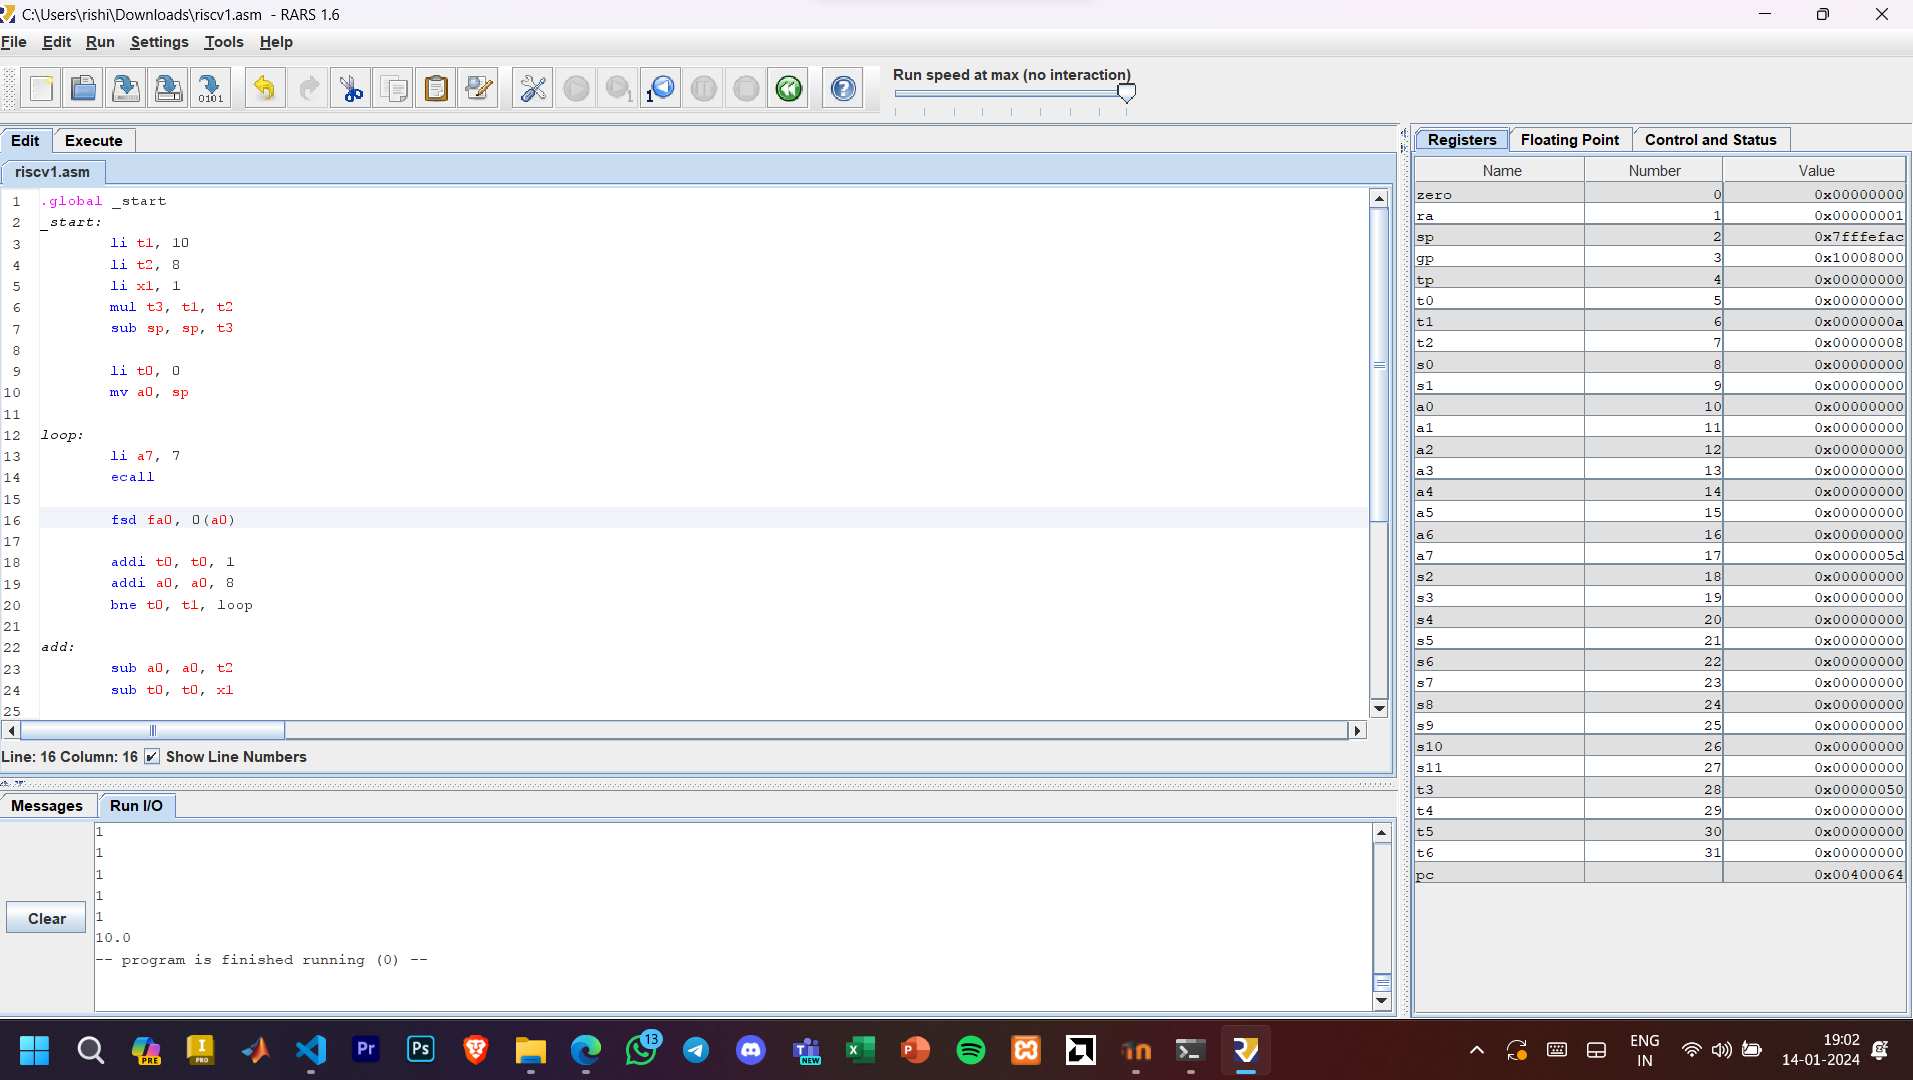 C:\Users\rishi\Downloads\riscv1.asm - RARS 1.6
File Edit Run Settings Tools Help
Run speed at max (no interaction)
Edit Execute
riscv1.asm
1 .global _start
2 _start:
3 li t1, 10
4 li t2, 8
5 li x1, 1
6 mul t3, t1, t2
7 sub sp, sp, t3
8
9 li t0, 0
10 mv a0, sp
11
12 loop:
13 li a7, 7
14 ecall
15
16 fsd fa0, 0(a0)
17
18 addi t0, t0, 1
19 addi a0, a0, 8
20 bne t0, t1, loop
21
22 add:
23 sub a0, a0, t2
24 sub t0, t0, x1
25
Line: 16 Column: 16 Show Line Numbers
Messages Run I/O
Clear
1
1
1
1
1
10.0
-- program is finished running (0) --
Registers Floating Point Control and Status
Name Number Value
zero 0 0x00000000
ra 1 0x00000001
sp 2 0x7fffefac
gp 3 0x10008000
tp 4 0x00000000
t0 5 0x00000000
t1 6 0x0000000a
t2 7 0x00000008
s0 8 0x00000000
s1 9 0x00000000
a0 10 0x00000000
a1 11 0x00000000
a2 12 0x00000000
a3 13 0x00000000
a4 14 0x00000000
a5 15 0x00000000
a6 16 0x00000000
a7 17 0x0000005d
s2 18 0x00000000
s3 19 0x00000000
s4 20 0x00000000
s5 21 0x00000000
s6 22 0x00000000
s7 23 0x00000000
s8 24 0x00000000
s9 25 0x00000000
s10 26 0x00000000
s11 27 0x00000000
t3 28 0x00000050
t4 29 0x00000000
t5 30 0x00000000
t6 31 0x00000000
pc 0x00400064
PRE
I PRO
Pr
Ps
13
NEW
ENG IN
19:02
14-01-2024